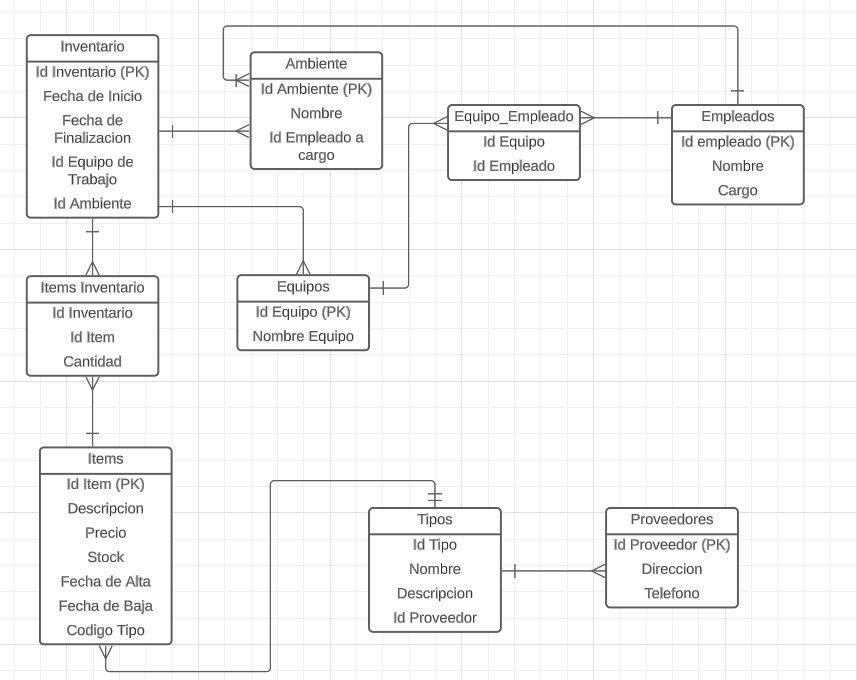 Inventario
Id Inventario (PK)
Fecha de Inicio
Fecha de
Finalizacion
Id Equipo de
Trabajo
Id Ambiente
Ambiente
Id Ambiente (PK)
Nombre
Id Empleado a
cargo
Equipo_Empleado
Id Equipo
Id Empleado
Empleados
Id empleado (PK)
Nombre
Cargo
Items Inventario
Id Inventario
Id Item
Cantidad
Equipos
Id Equipo (PK)
Nombre Equipo
Items
Id Item (PK)
Descripcion
Precio
Stock
Fecha de Alta
Fecha de Baja
Codigo Tipo
Tipos
Id Tipo
Nombre
Descripcion
Id Proveedor
Proveedores
Id Proveedor (PK)
Direccion
Telefono